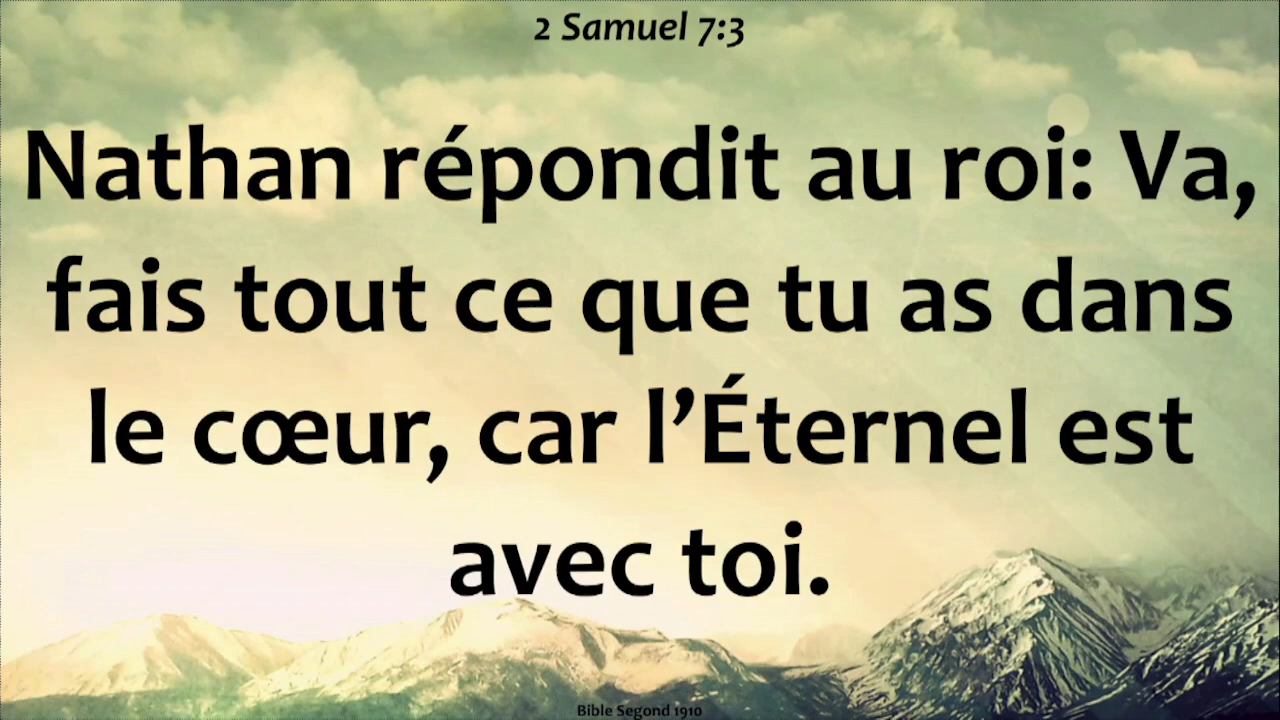 2 Samuel 7:3
Nathan répondit au roi: Va,
fais tout ce que tu as dans
le cœur, car l’Éternel est
avec toi.
Bible Segond 1910